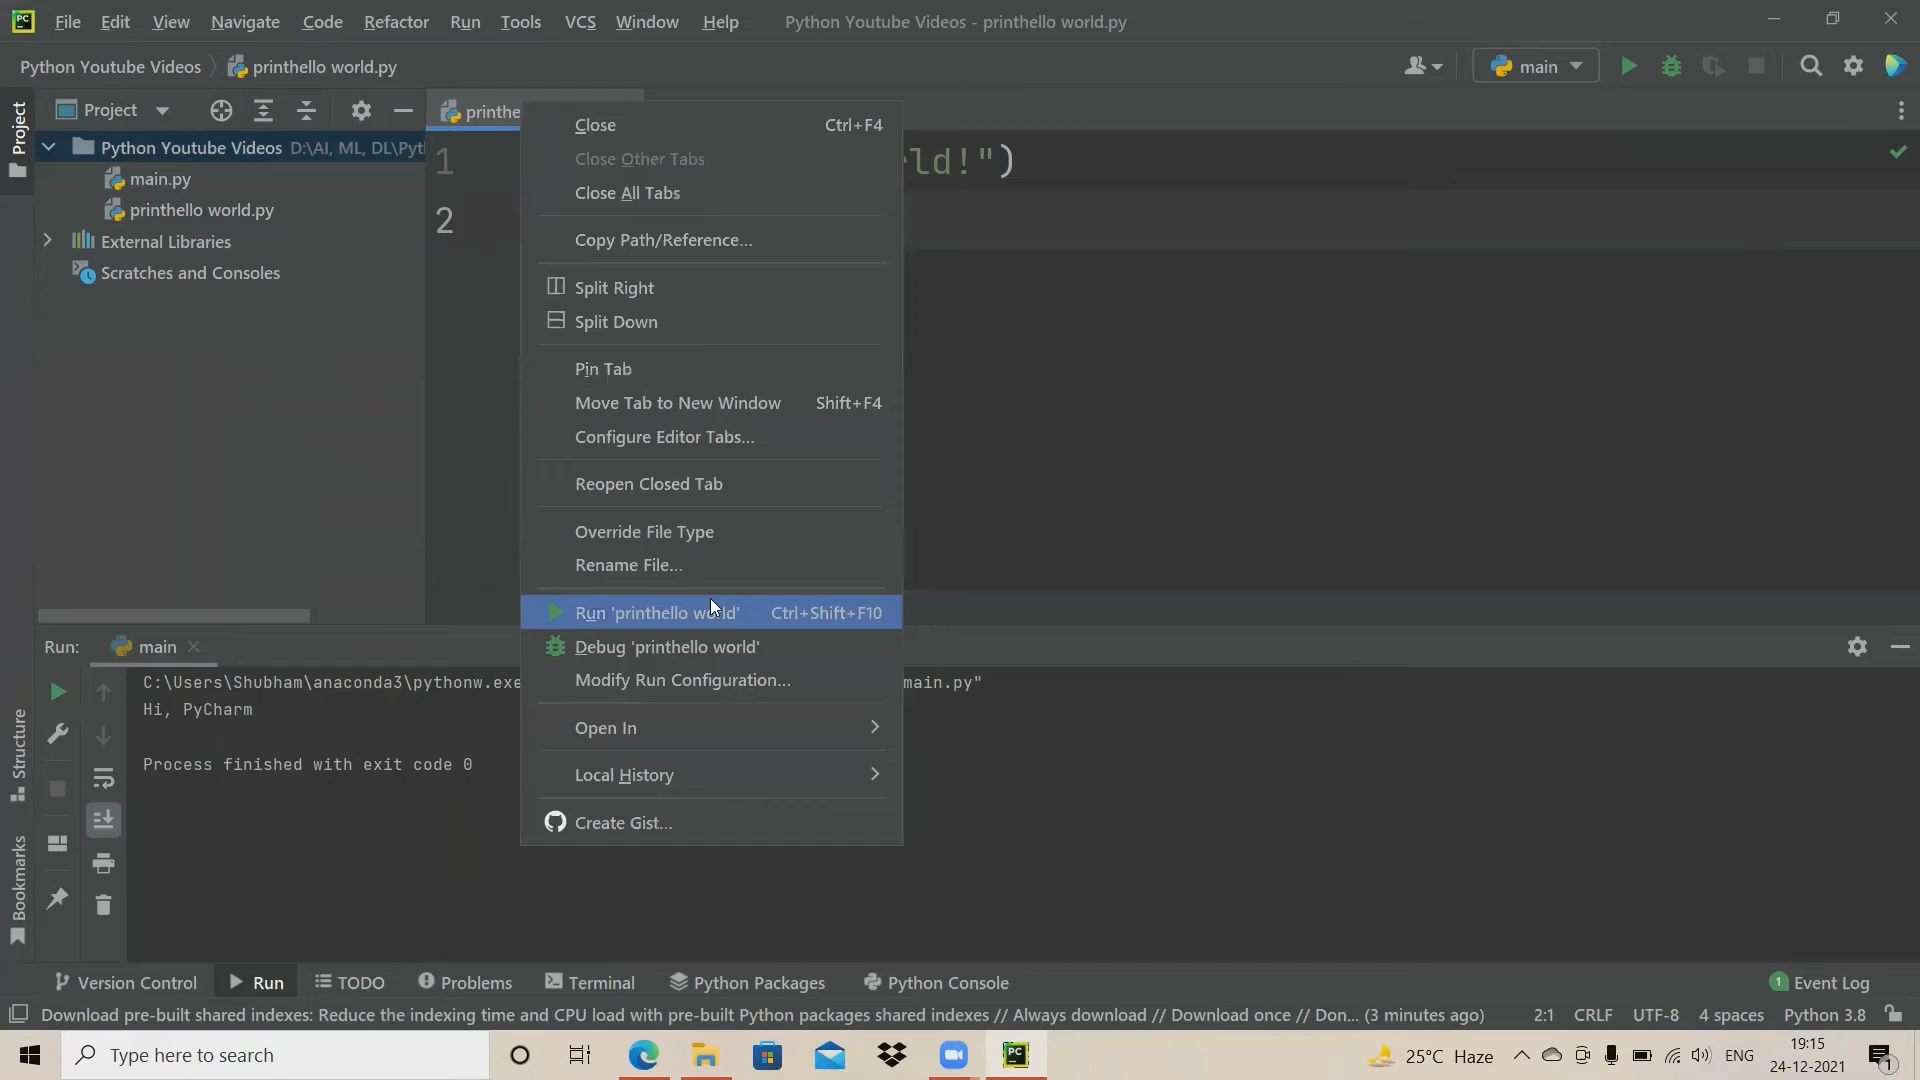 File Edit View Navigate Code Refactor Run Tools VCS Window Help Python Youtube Videos - printhello world.py
Python Youtube Videos printhello world.py main
Project
Project
Python Youtube Videos D:\AI, ML, DL\Pyt
main.py
printhello world.py
External Libraries
Scratches and Consoles
printhe
1
ld!")
2
Close Ctrl+F4
Close Other Tabs
Close All Tabs
Copy Path/Reference...
Split Right
Split Down
Pin Tab
Move Tab to New Window Shift+F4
Configure Editor Tabs...
Reopen Closed Tab
Override File Type
Rename File...
Run 'printhello world' Ctrl+Shift+F10
Debug 'printhello world'
Modify Run Configuration...
Open In
Local History
Create Gist...
Run: main
C:\Users\Shubham\anaconda3\pythonw.exe main.py"
Hi, PyCharm
Process finished with exit code 0
Structure
Bookmarks
Version Control Run TODO Problems Terminal Python Packages Python Console 1 Event Log
Download pre-built shared indexes: Reduce the indexing time and CPU load with pre-built Python packages shared indexes // Always download // Download once // Don... (3 minutes ago) 2:1 CRLF UTF-8 4 spaces Python 3.8
Type here to search 25°C Haze ENG 19:15
24-12-2021 1